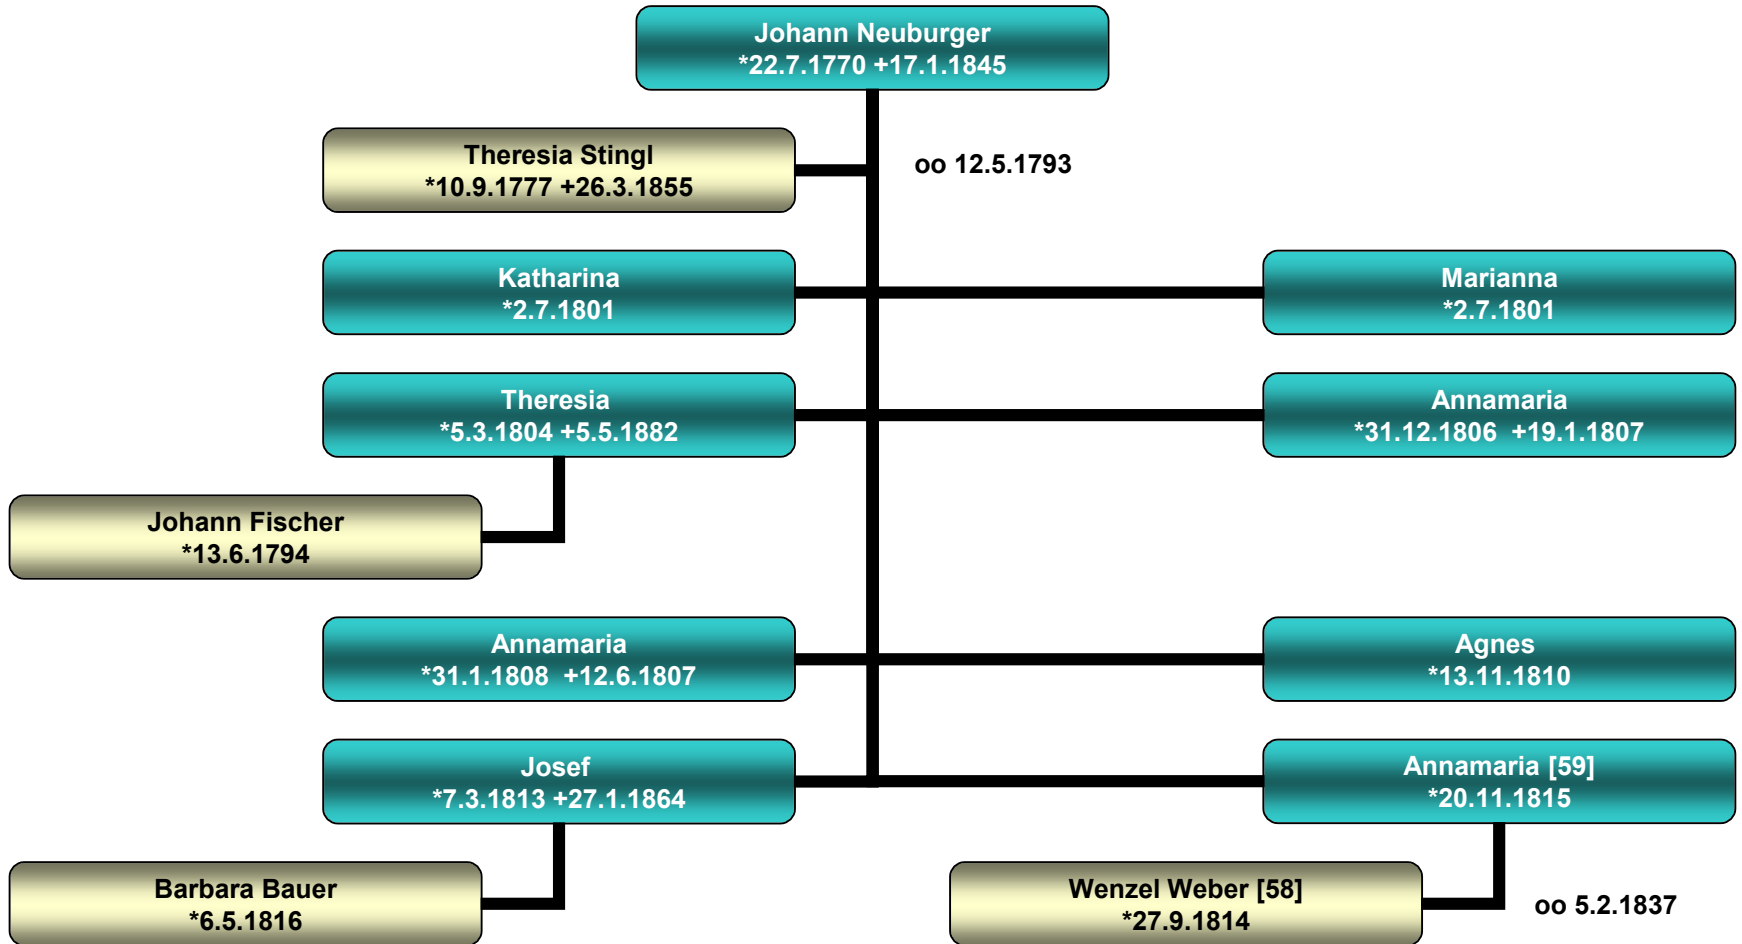 Johann Neuburger
*22.7.1770 +17.1.1845
Theresia Stingl
*10.9.1777 +26.3.1855
oo 12.5.1793
Katharina
*2.7.1801
Marianna
*2.7.1801
Theresia
*5.3.1804 +5.5.1882
Annamaria
*31.12.1806 +19.1.1807
Johann Fischer
*13.6.1794
Annamaria
*31.1.1808 +12.6.1807
Agnes
*13.11.1810
Josef
*7.3.1813 +27.1.1864
Annamaria [59]
*20.11.1815
Barbara Bauer
*6.5.1816
Wenzel Weber [58]
*27.9.1814
oo 5.2.1837